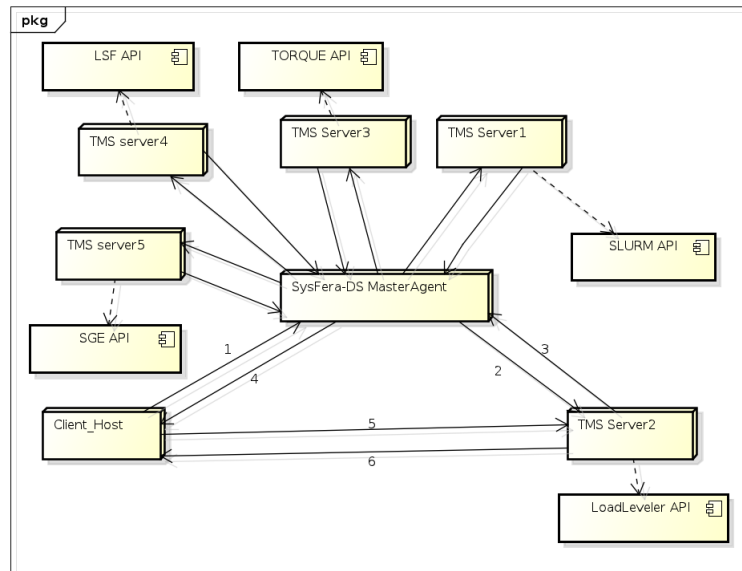 pkg
LSF API
TORQUE API
TMS server4
TMS Server3
TMS Server1
TMS server5
SLURM API
SysFera-DS MasterAgent
SGE API
1
3
2
4
Client_Host
5
TMS Server2
6
LoadLeveler API